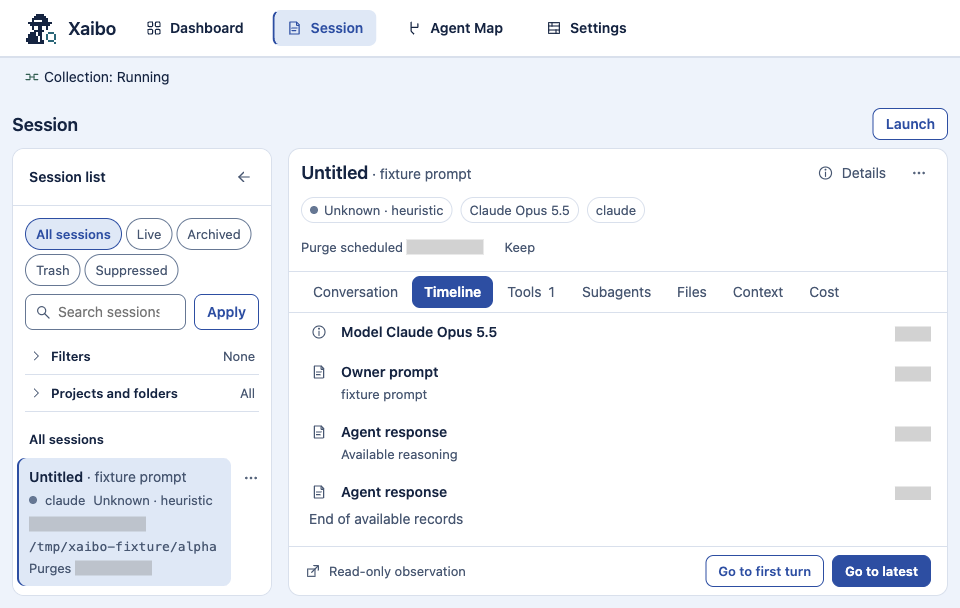 Xaibo
Dashboard
Session
Agent Map
Settings
Collection: Running
Session
Launch
Session list
All sessions
Live
Archived
Trash
Suppressed
Search sessions
Apply
Filters
None
Projects and folders
All
All sessions
Untitled · fixture prompt
claude Unknown · heuristic
/tmp/xaibo-fixture/alpha
Purges
Untitled · fixture prompt
Details
Unknown · heuristic
Claude Opus 5.5
claude
Purge scheduled
Keep
Conversation
Timeline
Tools 1
Subagents
Files
Context
Cost
Model Claude Opus 5.5
Owner prompt
fixture prompt
Agent response
Available reasoning
Agent response
End of available records
Read-only observation
Go to first turn
Go to latest